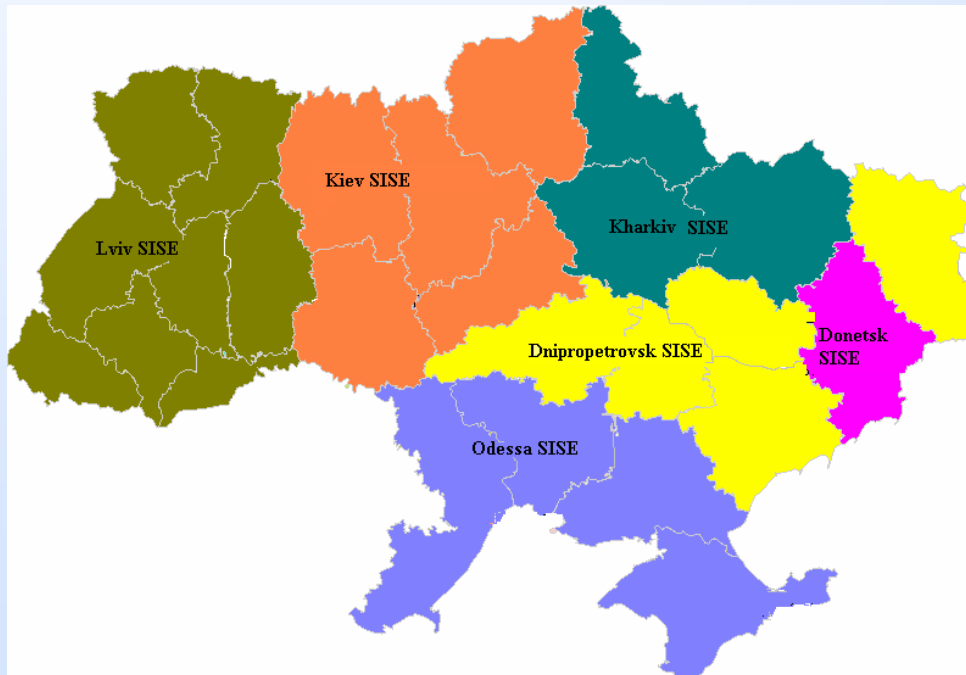 Kiev SISE
Kharkiv SISE
Lviv SISE
Donetsk
SISE
Dnipropetrovsk SISE
Odessa SISE